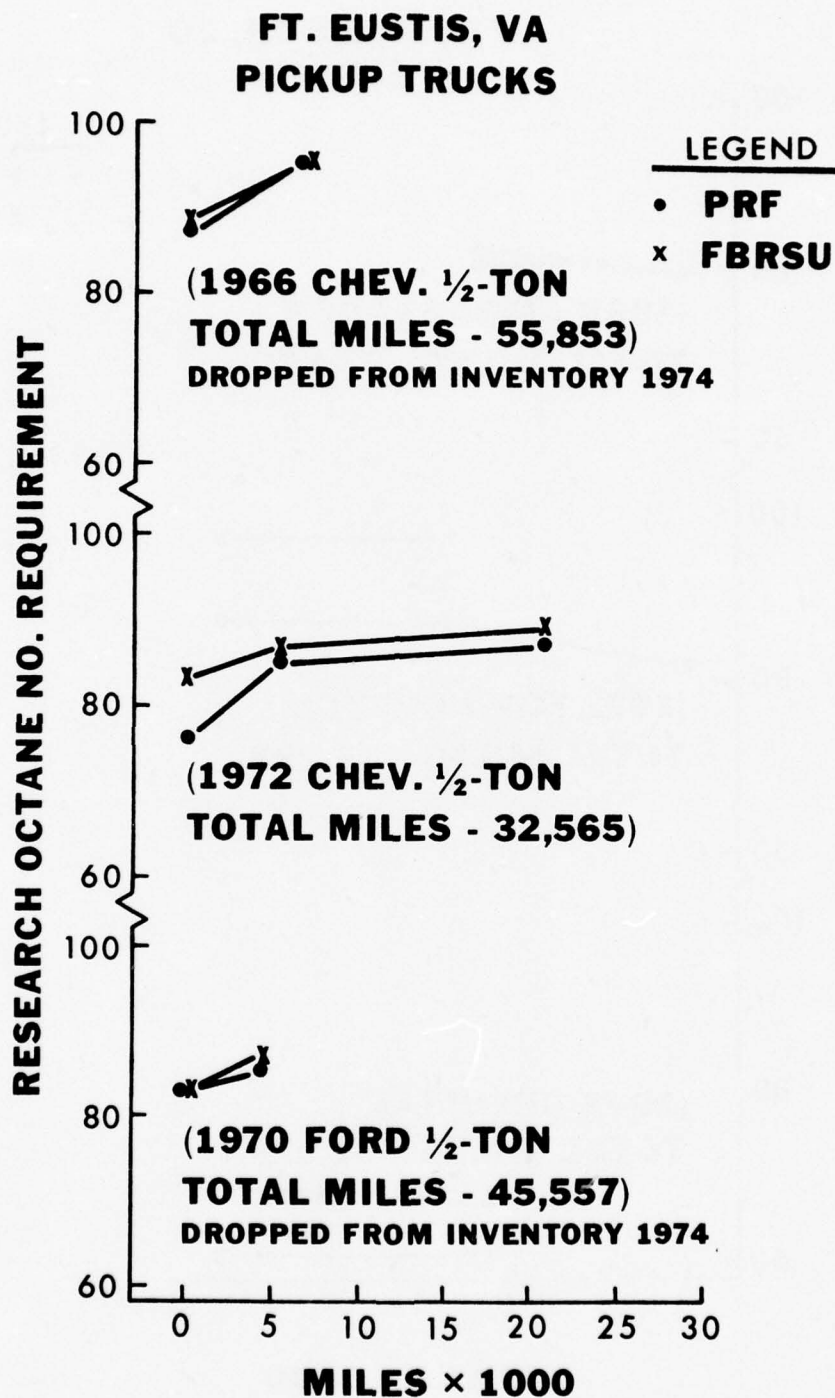 FT. EUSTIS, VA
PICKUP TRUCKS
LEGEND
• PRF
x FBRSU
RESEARCH OCTANE NO. REQUIREMENT
100
80
60
(1966 CHEV. ½-TON
TOTAL MILES - 55,853)
DROPPED FROM INVENTORY 1974
100
80
60
(1972 CHEV. ½-TON
TOTAL MILES - 32,565)
100
80
60
(1970 FORD ½-TON
TOTAL MILES - 45,557)
DROPPED FROM INVENTORY 1974
0 5 10 15 20 25 30
MILES × 1000